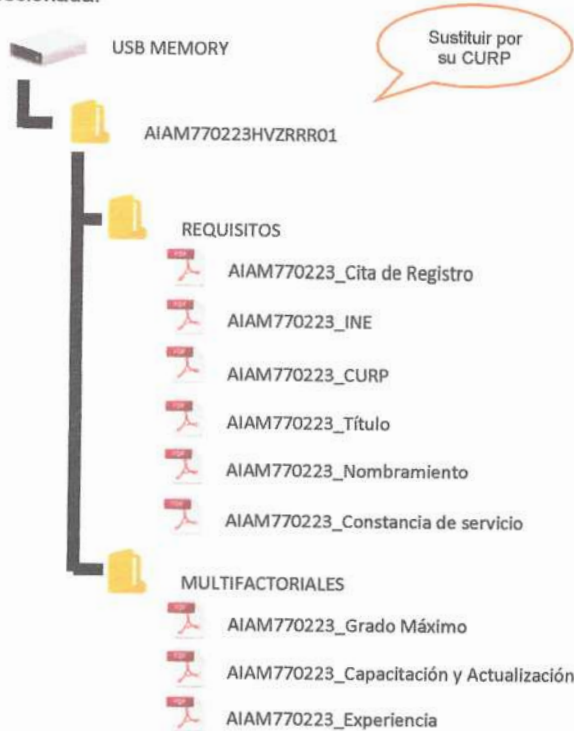 USB MEMORY
Sustituir por
su CURP
AIAM770223HVZRRR01
REQUISITOS
AIAM770223_Cita de Registro
AIAM770223_INE
AIAM770223_CURP
AIAM770223_Título
AIAM770223_Nombramiento
AIAM770223_Constancia de servicio
MULTIFACTORIALES
AIAM770223_Grado Máximo
AIAM770223_Capacitación y Actualización
AIAM770223_Experiencia